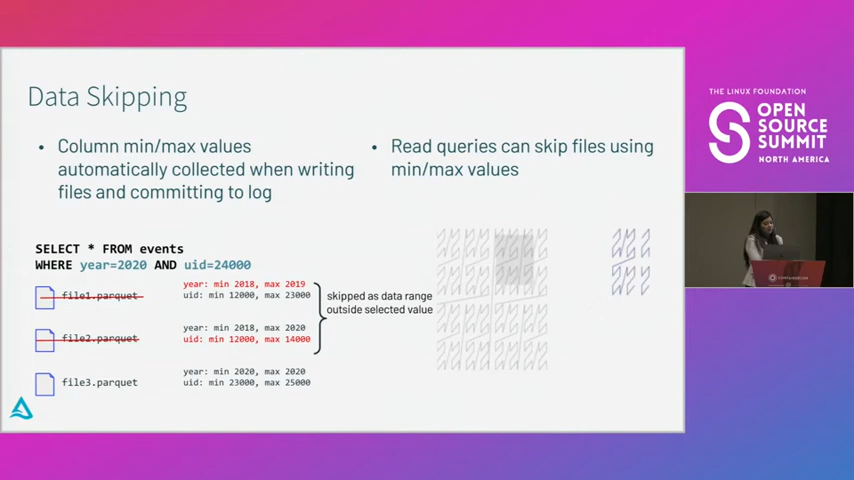 Data Skipping
• Column min/max values
automatically collected when writing
files and committing to log
• Read queries can skip files using
min/max values
SELECT * FROM events
WHERE year=2020 AND uid=24000
file1.parquet
year: min 2018, max 2019
uid: min 12000, max 23000
file2.parquet
year: min 2018, max 2020
uid: min 12000, max 14000
skipped as data range
outside selected value
file3.parquet
year: min 2020, max 2020
uid: min 23000, max 25000
THE LINUX FOUNDATION
OPEN
SOURCE
SUMMIT
NORTH AMERICA